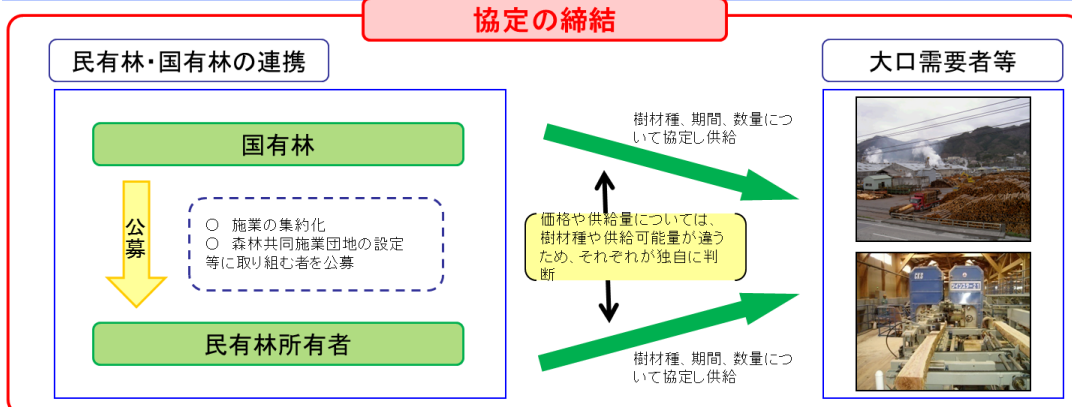 協定の締結
民有林・国有林の連携
大口需要者等
国有林
公募
○ 施業の集約化
○ 森林共同施業団地の設定
等に取り組む者を公募
民有林所有者
樹材種、期間、数量につ
いて協定し供給
価格や供給量については、
樹材種や供給可能量が違う
ため、それぞれが独自に判
断
樹材種、期間、数量につ
いて協定し供給